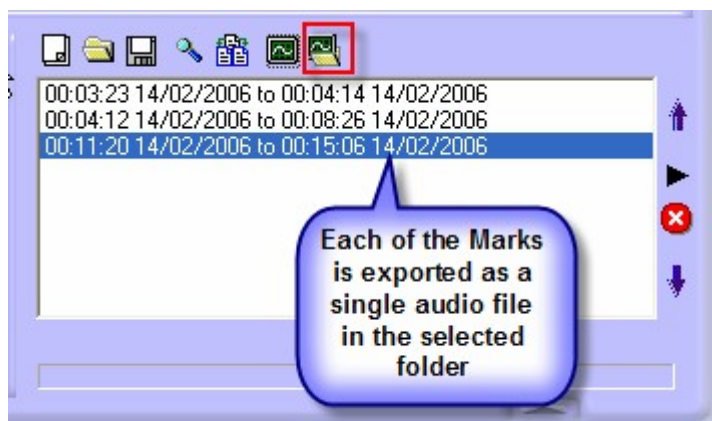 00:03:23 14/02/2006 to 00:04:14 14/02/2006
00:04:12 14/02/2006 to 00:08:26 14/02/2006
00:11:20 14/02/2006 to 00:15:06 14/02/2006
Each of the Marks
is exported as a
single audio file
in the selected
folder